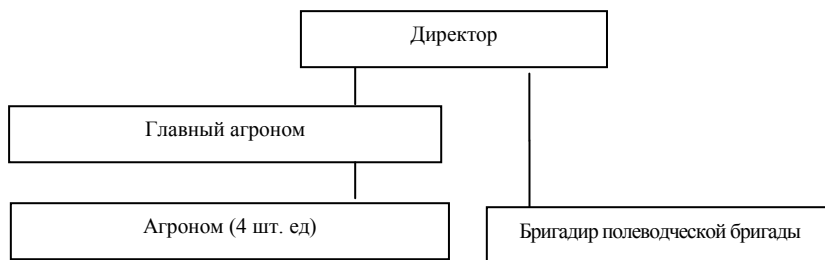 Директор
Главный агроном
Агроном (4 шт. ед)
Бригадир полеводческой бригады